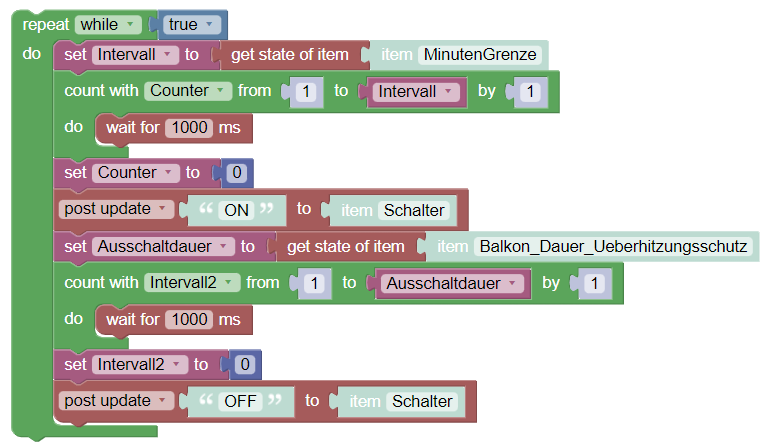 repeat while true
do set Intervall to get state of item item MinutenGrenze
count with Counter from 1 to Intervall by 1
do wait for 1000 ms
set Counter to 0
post update “ ON ” to item Schalter
set Ausschaltdauer to get state of item item Balkon_Dauer_Ueberhitzungsschutz
count with Intervall2 from 1 to Ausschaltdauer by 1
do wait for 1000 ms
set Intervall2 to 0
post update “ OFF ” to item Schalter